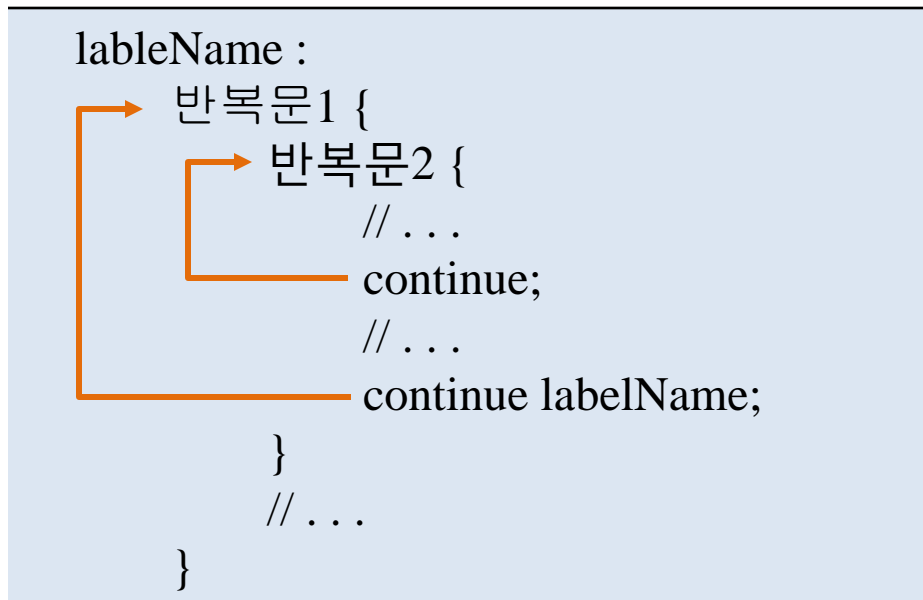 lableName :
반복문1 {
반복문2 {
// . . .
continue;
// . . .
continue labelName;
}
// . . .
}